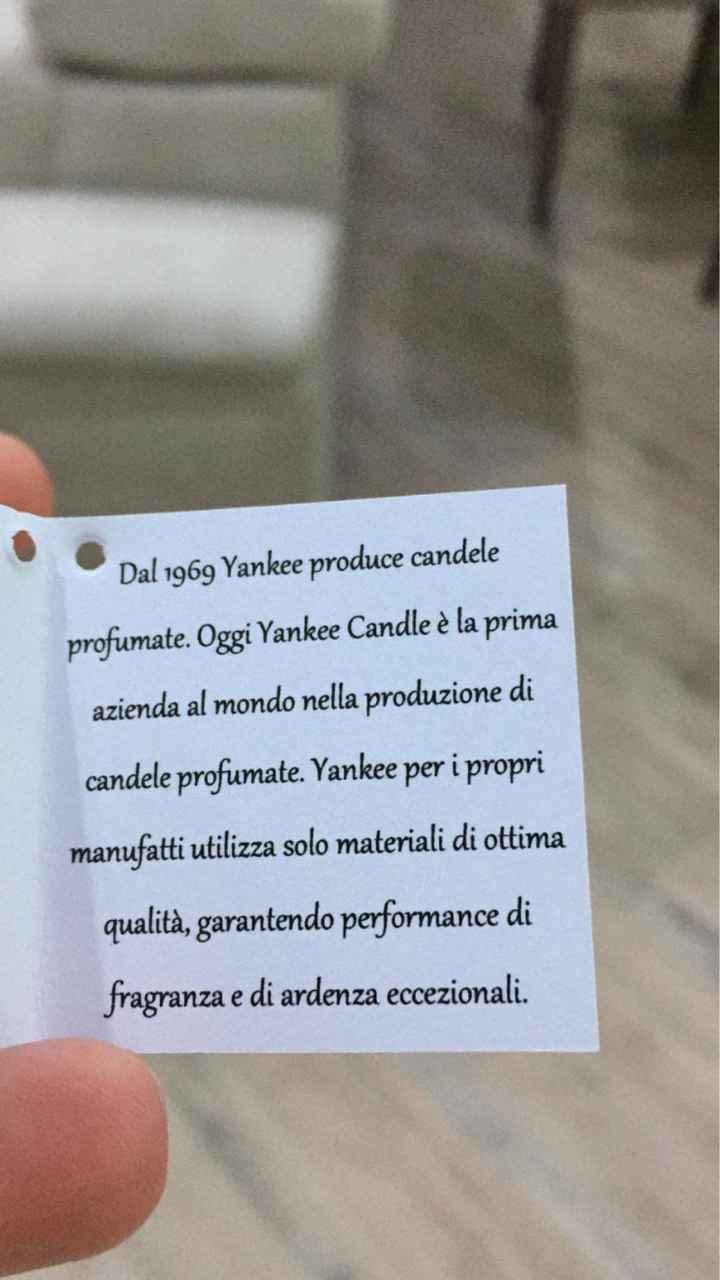 Dal 1969 Yankee produce candele
profumate. Oggi Yankee Candle è la prima
azienda al mondo nella produzione di
candele profumate. Yankee per i propri
manufatti utilizza solo materiali di ottima
qualità, garantendo performance di
fragranza e di ardenza eccezionali.